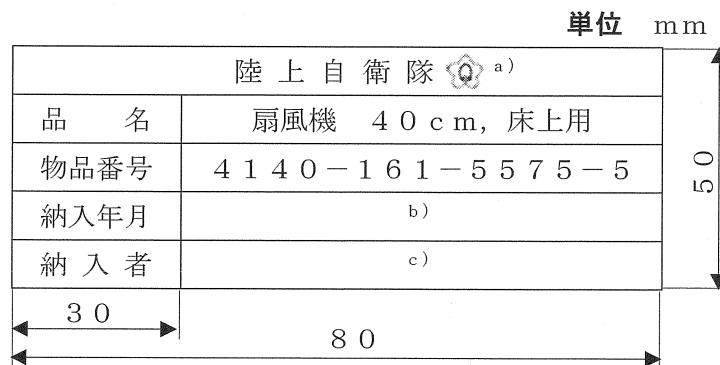 単位 mm
陸上自衛隊 Q a)
品 名 扇風機 40cm,床上用
物品番号 4140-161-5575-5
納入年月 b)
納入者 c)
50
30
80